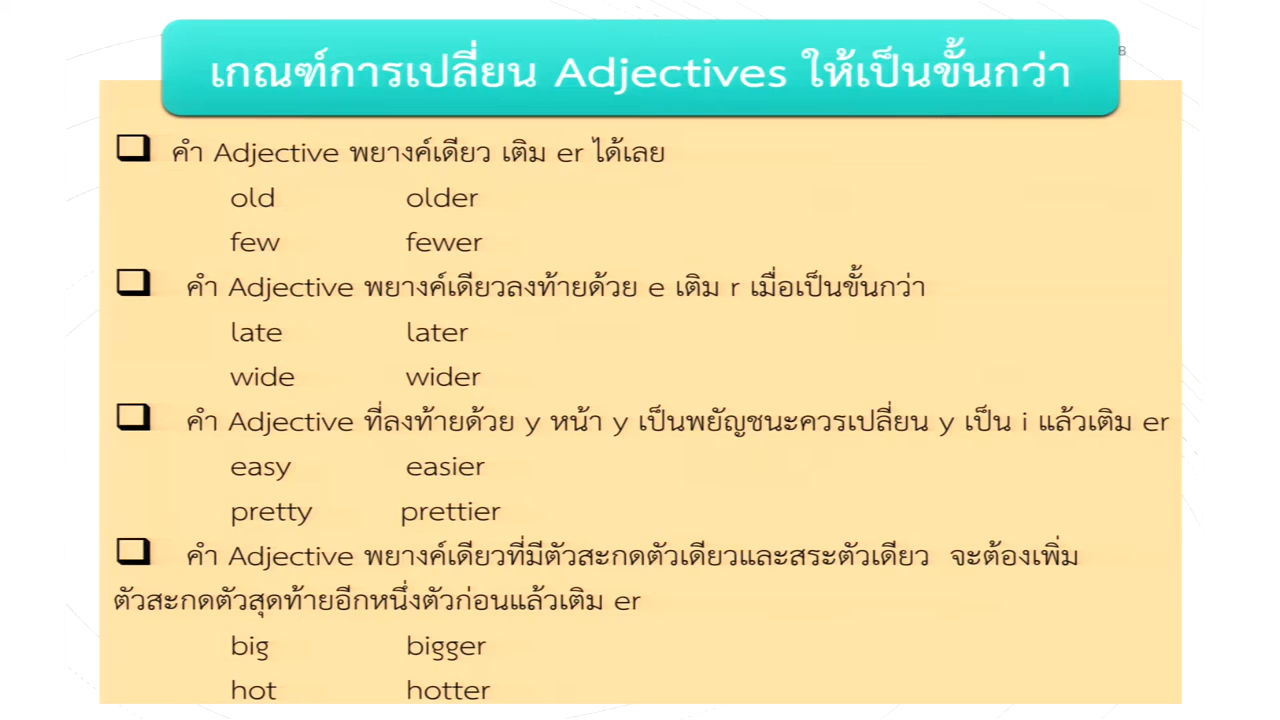 เกณฑ์การเปลี่ยน Adjectives ให้เป็นขั้นกว่า
8
คำ Adjective พยางค์เดียว เติม er ได้เลย
old older
few fewer
คำ Adjective พยางค์เดียวลงท้ายด้วย e เติม r เมื่อเป็นขั้นกว่า
late later
wide wider
คำ Adjective ที่ลงท้ายด้วย y หน้า y เป็นพยัญชนะควรเปลี่ยน y เป็น i แล้วเติม er
easy easier
pretty prettier
คำ Adjective พยางค์เดียวที่มีตัวสะกดตัวเดียวและสระตัวเดียว จะต้องเพิ่ม
ตัวสะกดตัวสุดท้ายอีกหนึ่งตัวก่อนแล้วเติม er
big bigger
hot hotter